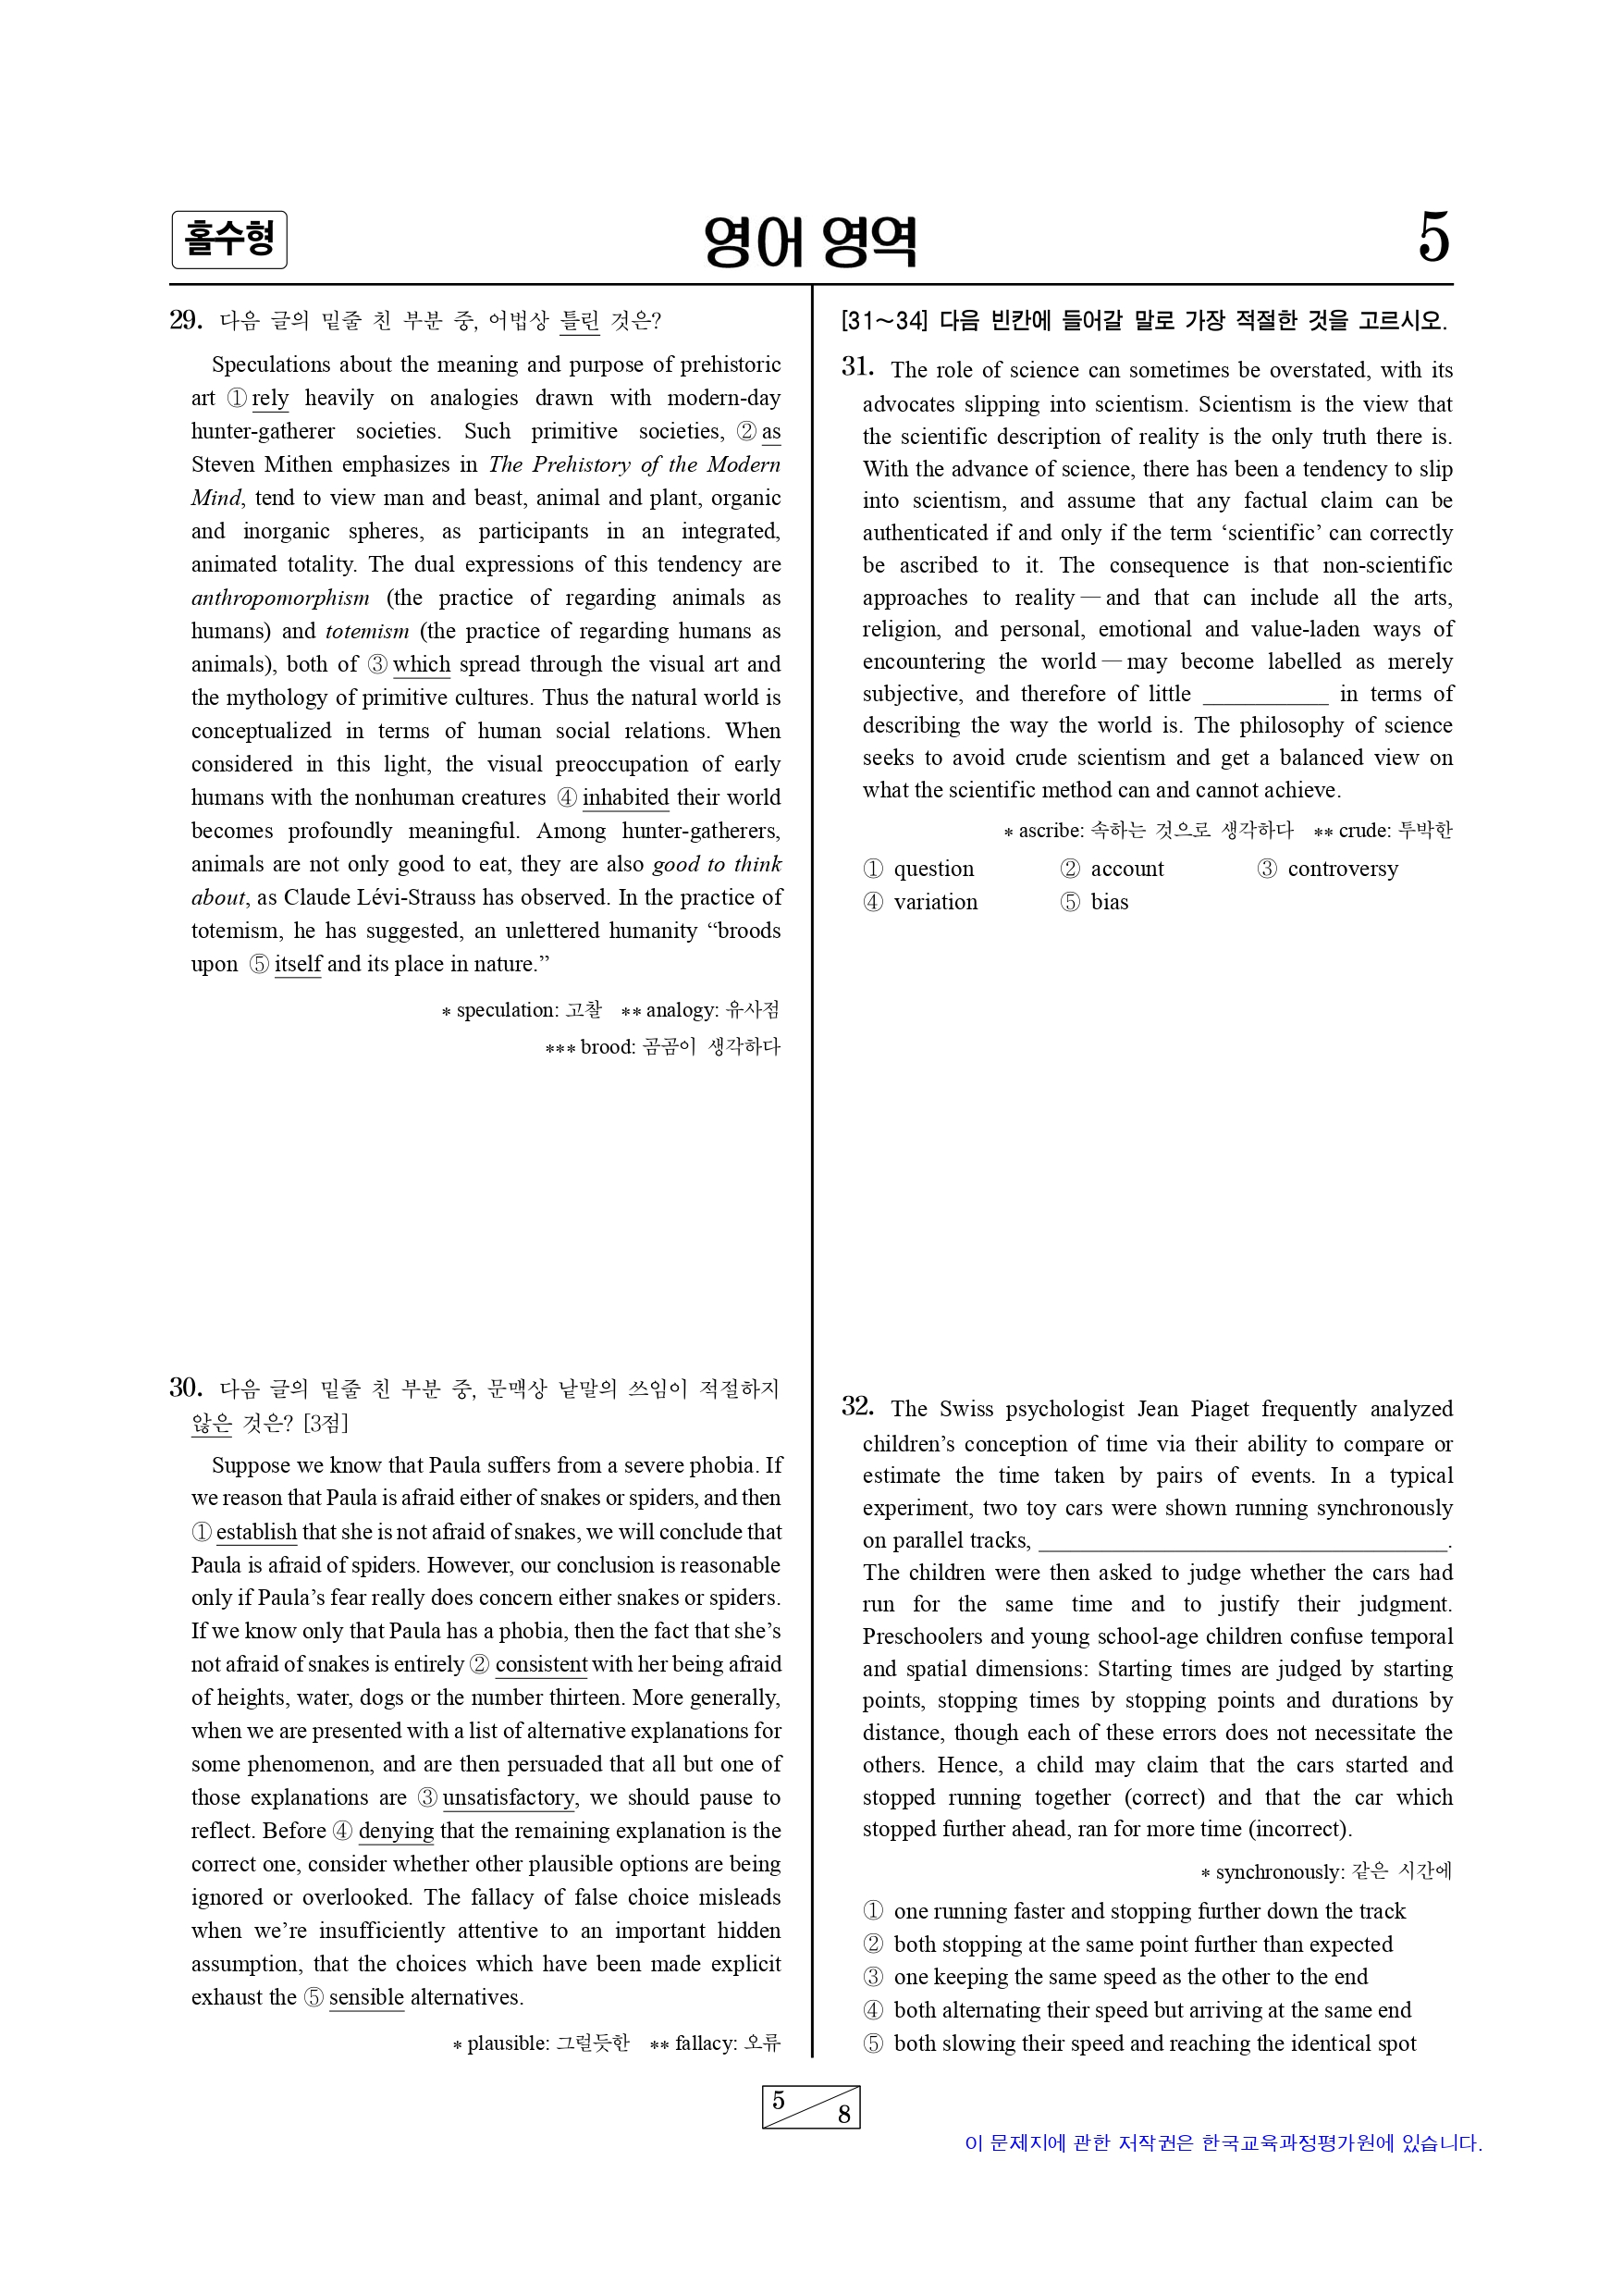 홀수형
영어 영역
5
29. 다음 글의 밑줄 친 부분 중, 어법상 틀린 것은?
Speculations about the meaning and purpose of prehistoric
art ① rely heavily on analogies drawn with modern-day
hunter-gatherer societies. Such primitive societies, ② as
Steven Mithen emphasizes in The Prehistory of the Modern
Mind, tend to view man and beast, animal and plant, organic
and inorganic spheres, as participants in an integrated,
animated totality. The dual expressions of this tendency are
anthropomorphism (the practice of regarding animals as
humans) and totemism (the practice of regarding humans as
animals), both of ③ which spread through the visual art and
the mythology of primitive cultures. Thus the natural world is
conceptualized in terms of human social relations. When
considered in this light, the visual preoccupation of early
humans with the nonhuman creatures ④ inhabited their world
becomes profoundly meaningful. Among hunter-gatherers,
animals are not only good to eat, they are also good to think
about, as Claude Lévi-Strauss has observed. In the practice of
totemism, he has suggested, an unlettered humanity “broods
upon ⑤ itself and its place in nature.”
* speculation: 고찰 ** analogy: 유사점
*** brood: 곰곰이 생각하다
30. 다음 글의 밑줄 친 부분 중, 문맥상 낱말의 쓰임이 적절하지
않은 것은? [3점]
Suppose we know that Paula suffers from a severe phobia. If
we reason that Paula is afraid either of snakes or spiders, and then
① establish that she is not afraid of snakes, we will conclude that
Paula is afraid of spiders. However, our conclusion is reasonable
only if Paula’s fear really does concern either snakes or spiders.
If we know only that Paula has a phobia, then the fact that she’s
not afraid of snakes is entirely ② consistent with her being afraid
of heights, water, dogs or the number thirteen. More generally,
when we are presented with a list of alternative explanations for
some phenomenon, and are then persuaded that all but one of
those explanations are ③ unsatisfactory, we should pause to
reflect. Before ④ denying that the remaining explanation is the
correct one, consider whether other plausible options are being
ignored or overlooked. The fallacy of false choice misleads
when we’re insufficiently attentive to an important hidden
assumption, that the choices which have been made explicit
exhaust the ⑤ sensible alternatives.
* plausible: 그럴듯한 ** fallacy: 오류
[31～34] 다음 빈칸에 들어갈 말로 가장 적절한 것을 고르시오.
31. The role of science can sometimes be overstated, with its
advocates slipping into scientism. Scientism is the view that
the scientific description of reality is the only truth there is.
With the advance of science, there has been a tendency to slip
into scientism, and assume that any factual claim can be
authenticated if and only if the term ‘scientific’ can correctly
be ascribed to it. The consequence is that non-scientific
approaches to reality — and that can include all the arts,
religion, and personal, emotional and value-laden ways of
encountering the world — may become labelled as merely
subjective, and therefore of little ___________ in terms of
describing the way the world is. The philosophy of science
seeks to avoid crude scientism and get a balanced view on
what the scientific method can and cannot achieve.
* ascribe: 속하는 것으로 생각하다 ** crude: 투박한
① question ② account ③ controversy
④ variation ⑤ bias
32. The Swiss psychologist Jean Piaget frequently analyzed
children’s conception of time via their ability to compare or
estimate the time taken by pairs of events. In a typical
experiment, two toy cars were shown running synchronously
on parallel tracks, ___________________________________.
The children were then asked to judge whether the cars had
run for the same time and to justify their judgment.
Preschoolers and young school-age children confuse temporal
and spatial dimensions: Starting times are judged by starting
points, stopping times by stopping points and durations by
distance, though each of these errors does not necessitate the
others. Hence, a child may claim that the cars started and
stopped running together (correct) and that the car which
stopped further ahead, ran for more time (incorrect).
* synchronously: 같은 시간에
① one running faster and stopping further down the track
② both stopping at the same point further than expected
③ one keeping the same speed as the other to the end
④ both alternating their speed but arriving at the same end
⑤ both slowing their speed and reaching the identical spot
5
8
이 문제지에 관한 저작권은 한국교육과정평가원에 있습니다.